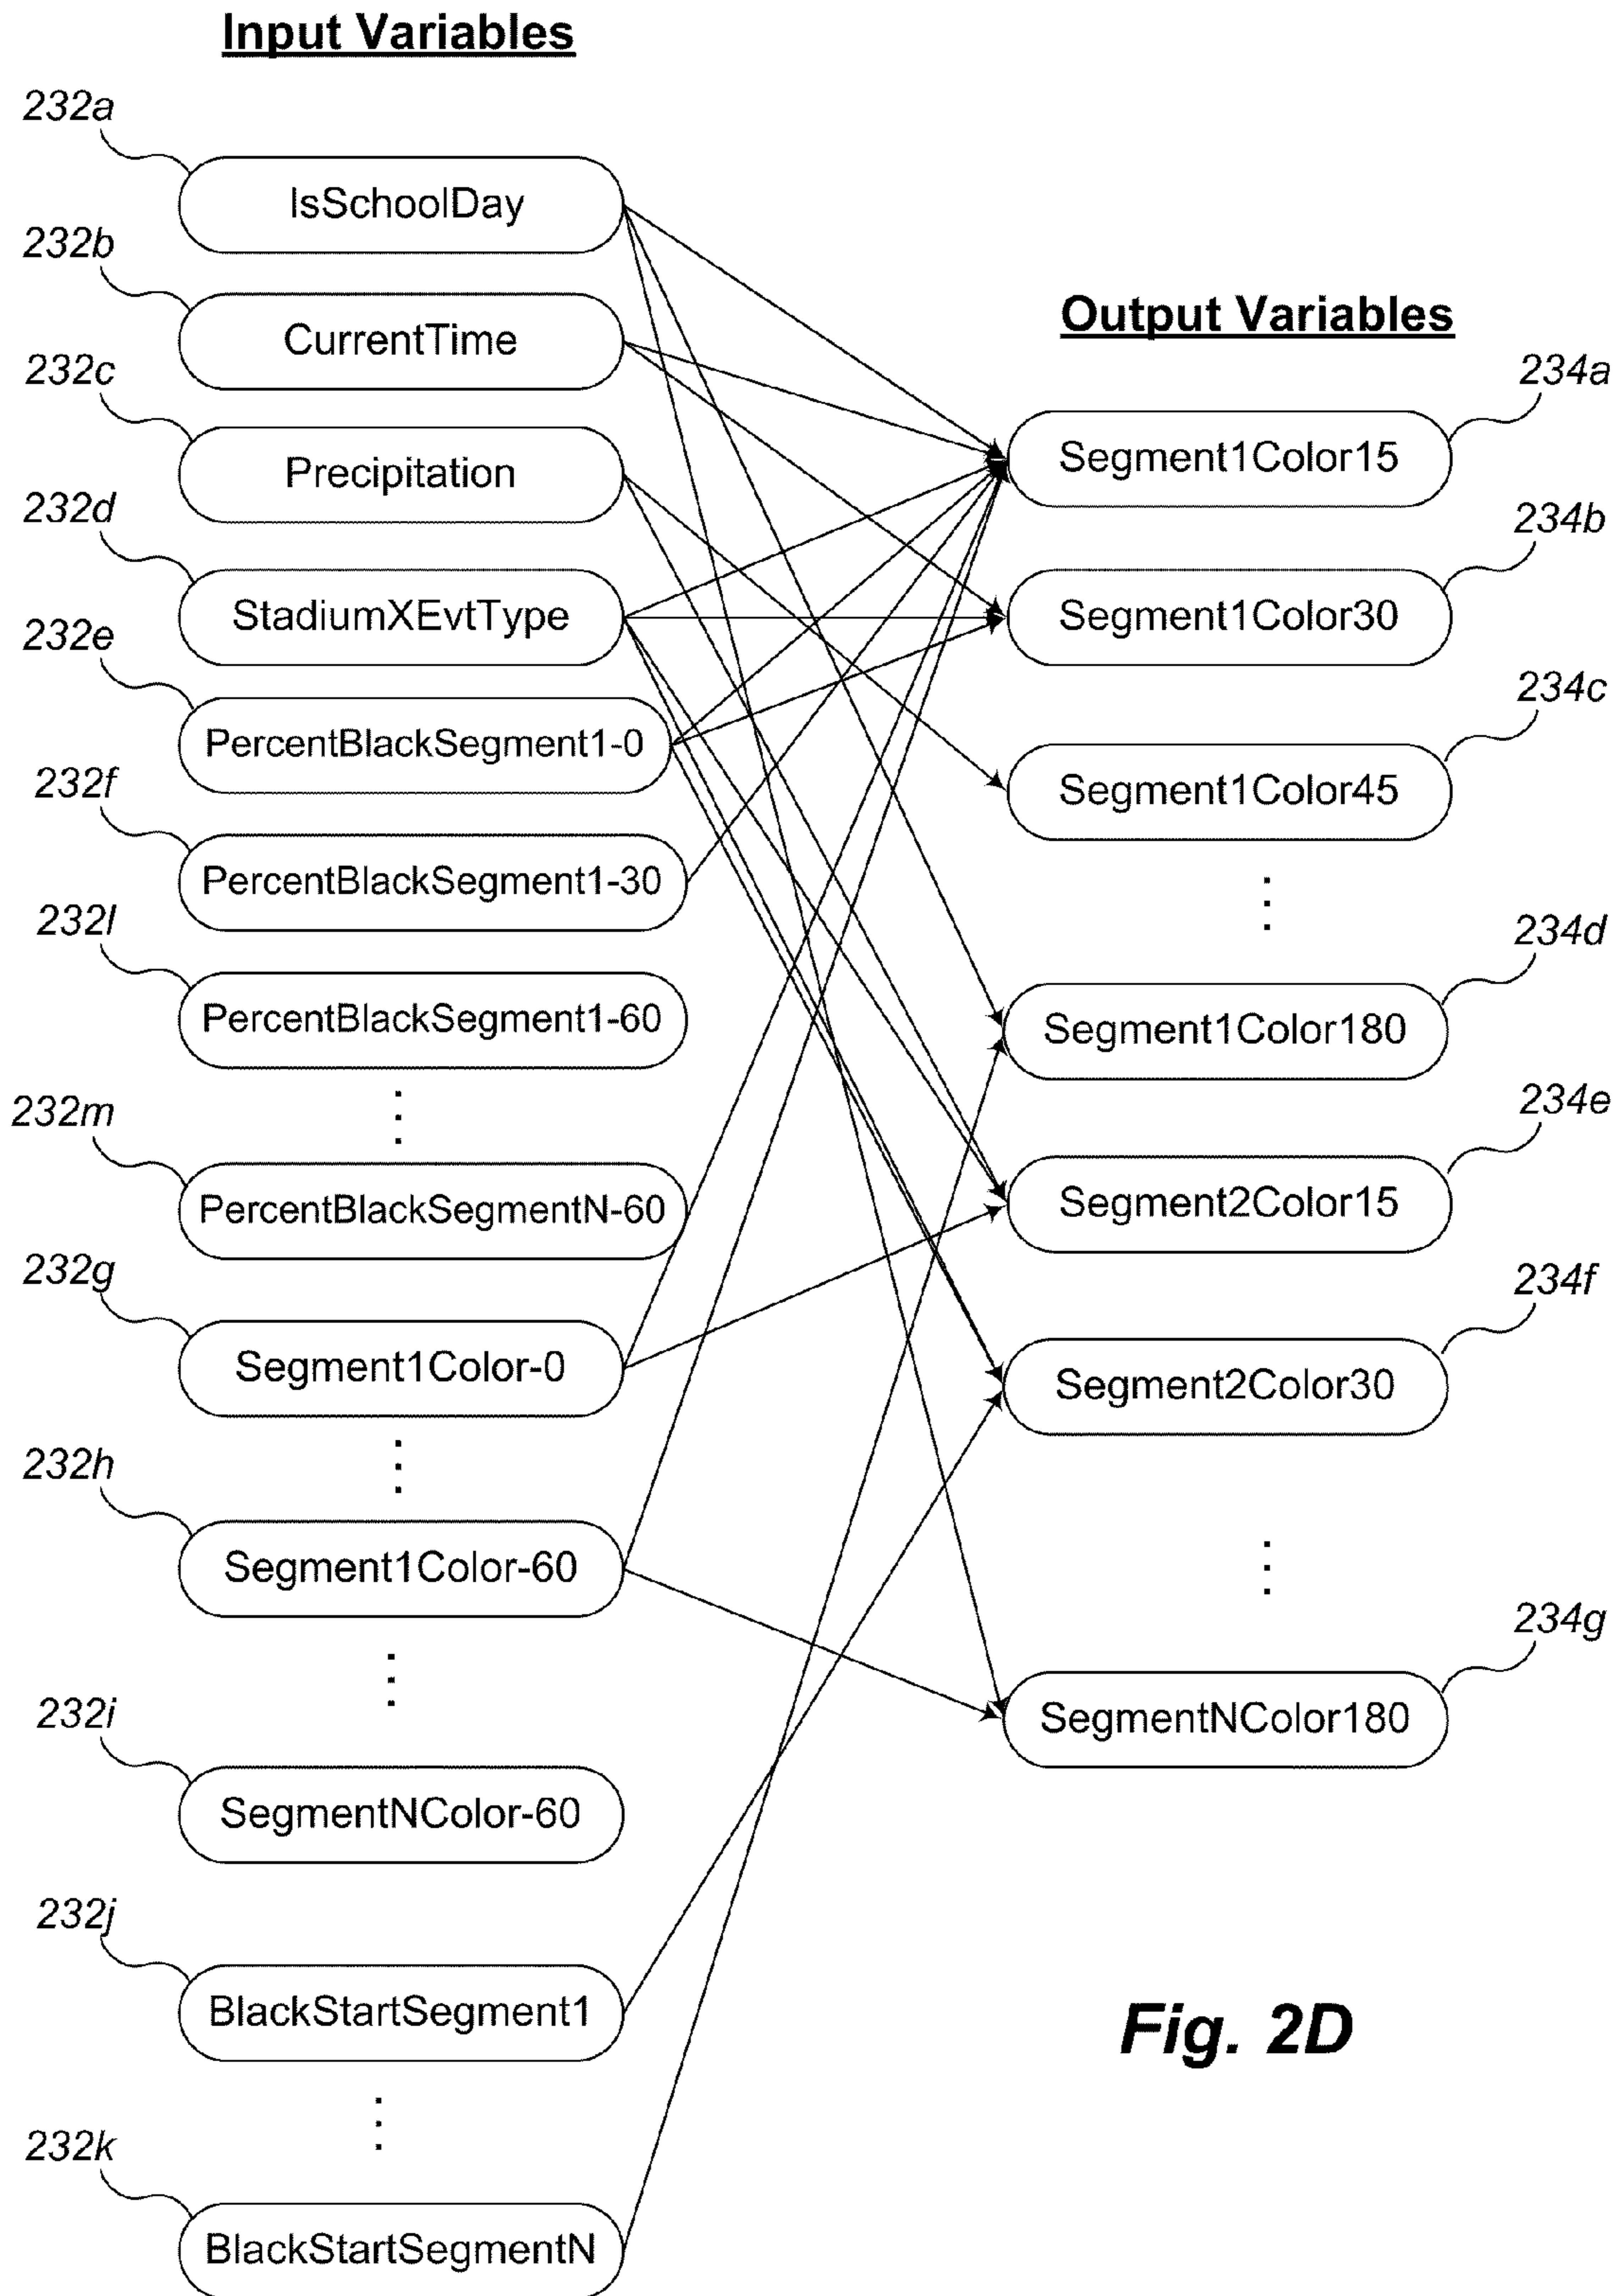 Input Variables
232a
IsSchoolDay
232b
CurrentTime
232c
Precipitation
232d
StadiumXEvtType
232e
PercentBlackSegment1-0
232f
PercentBlackSegment1-30
232l
PercentBlackSegment1-60
232m
PercentBlackSegmentN-60
232g
Segment1Color-0
232h
Segment1Color-60
232i
SegmentNColor-60
232j
BlackStartSegment1
232k
BlackStartSegmentN
Output Variables
234a
Segment1Color15
234b
Segment1Color30
234c
Segment1Color45
234d
Segment1Color180
234e
Segment2Color15
234f
Segment2Color30
234g
SegmentNColor180
Fig. 2D